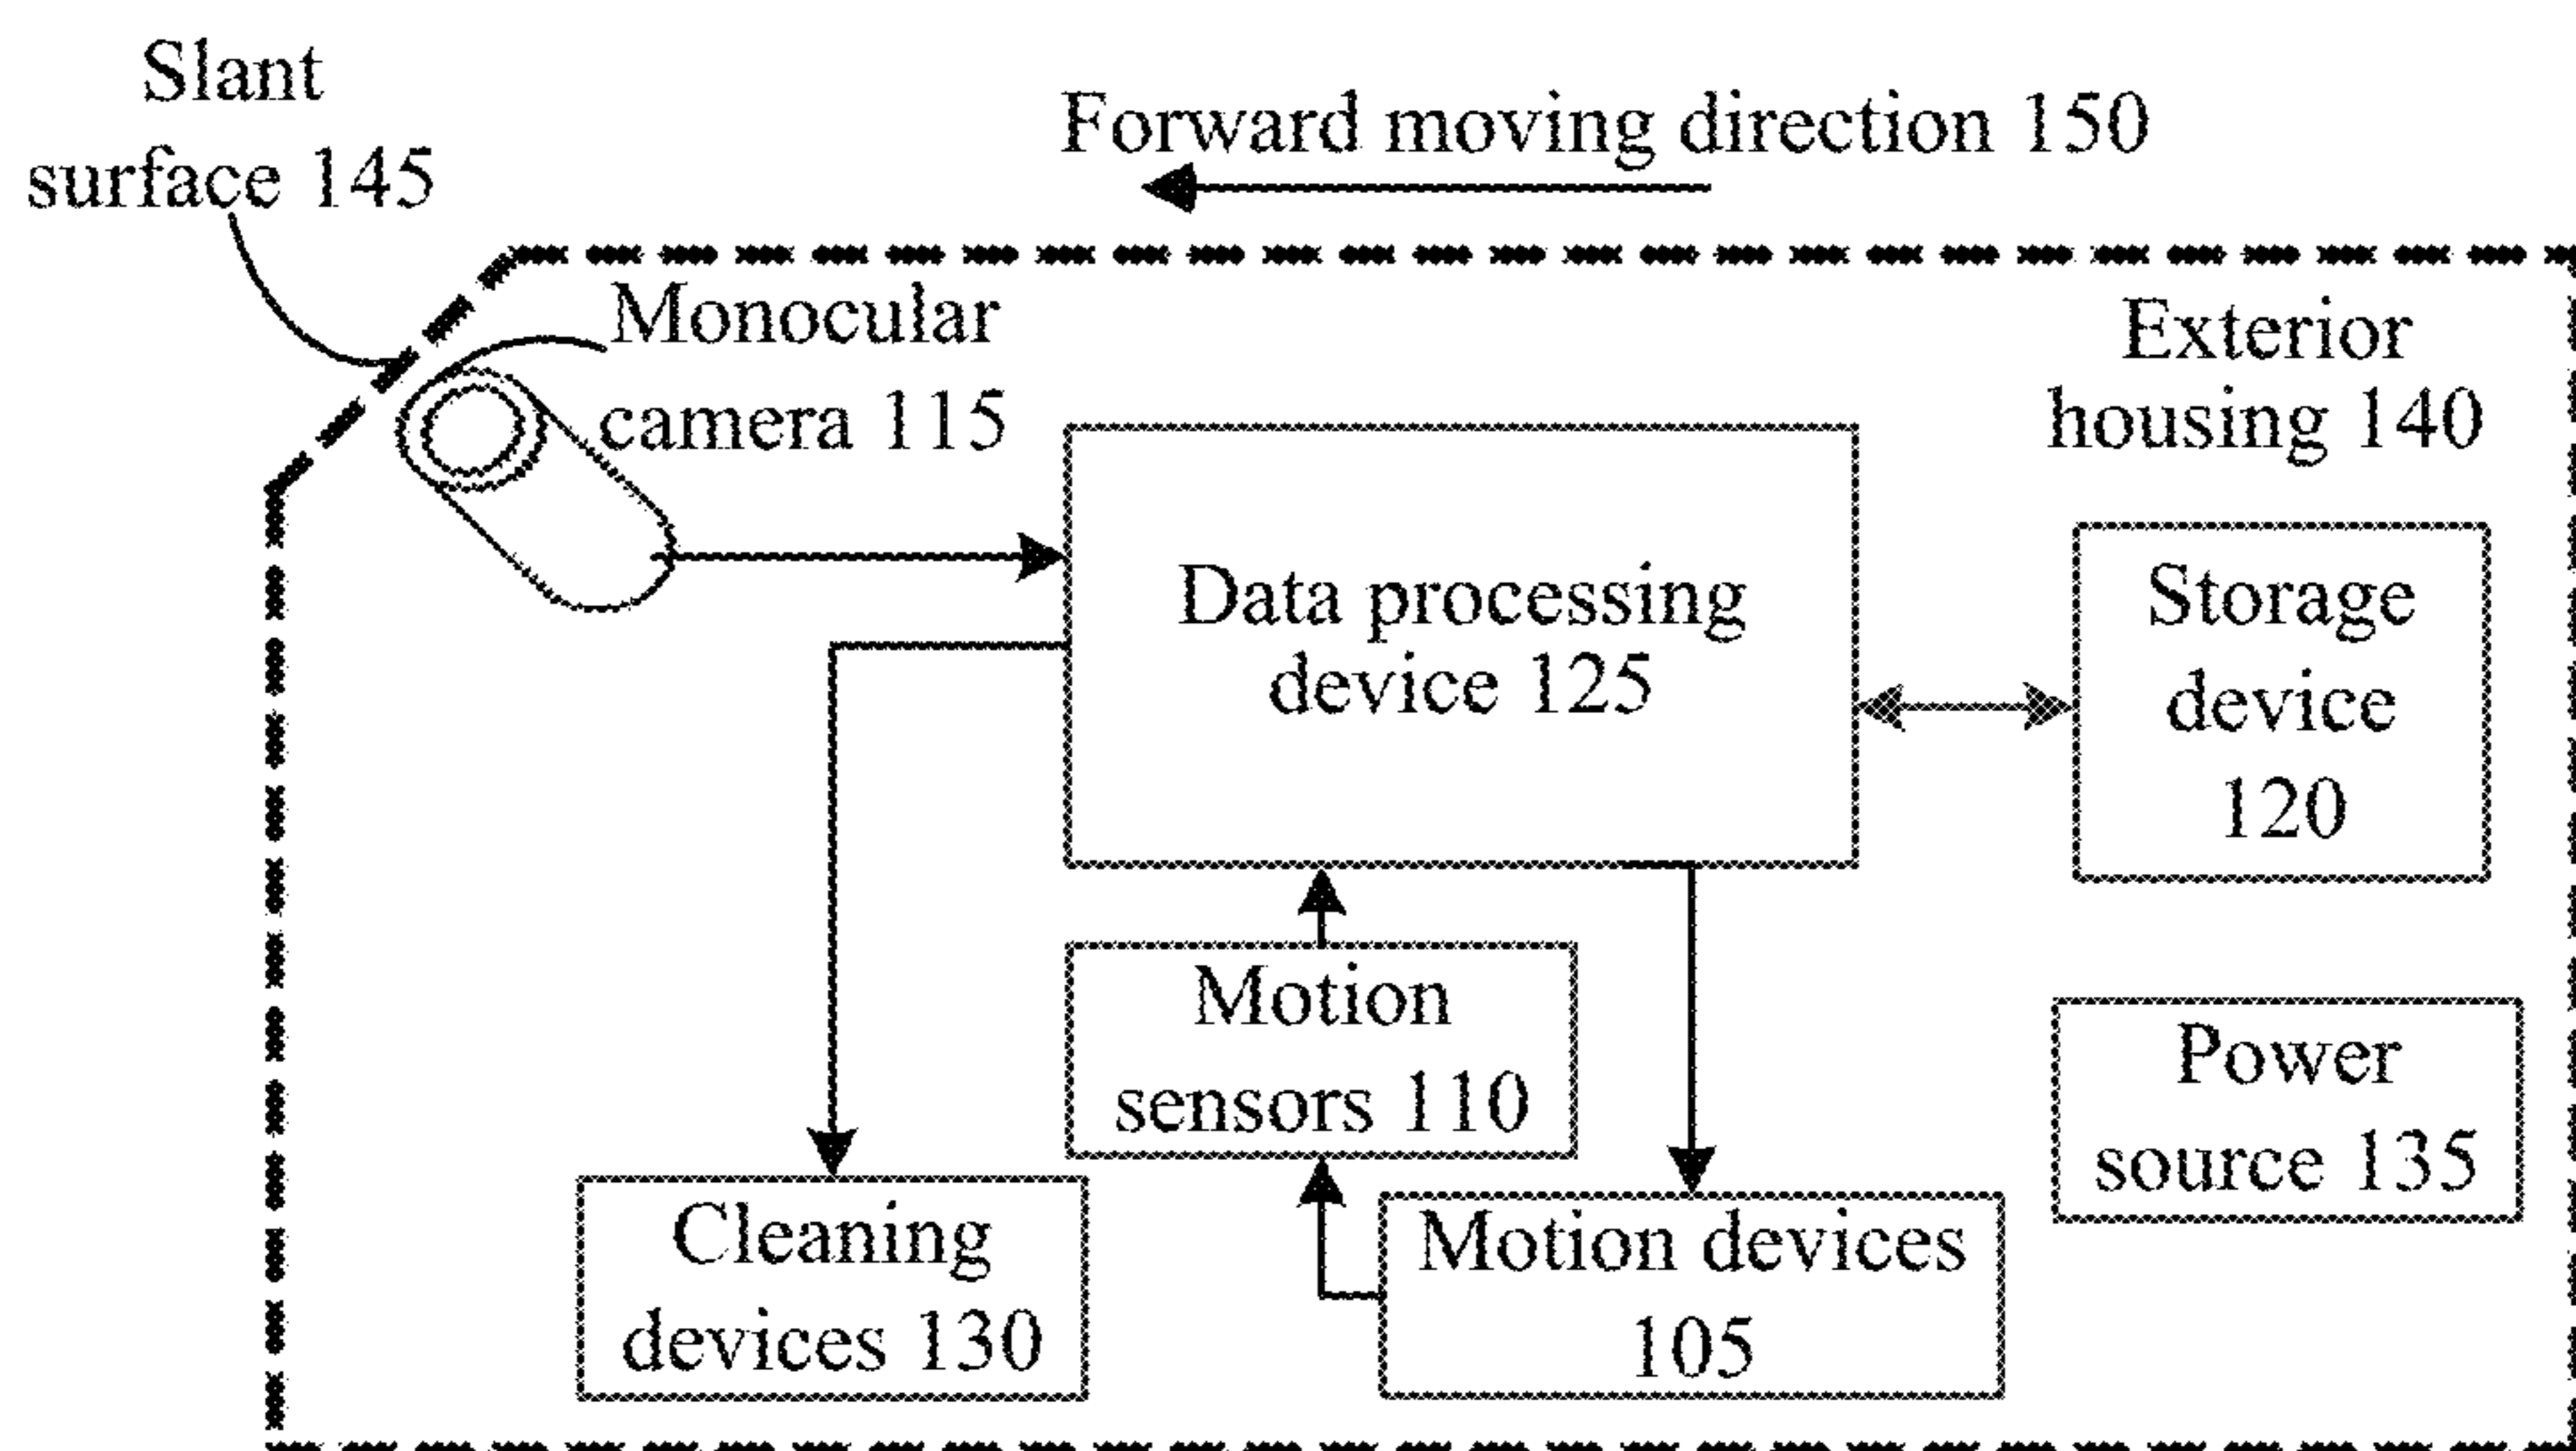 Slant
surface 145
Forward moving direction 150
Monocular
camera 115
Exterior
housing 140
Data processing
device 125
Storage
device
120
Motion
sensors 110
Power
source 135
Cleaning
devices 130
Motion devices
105